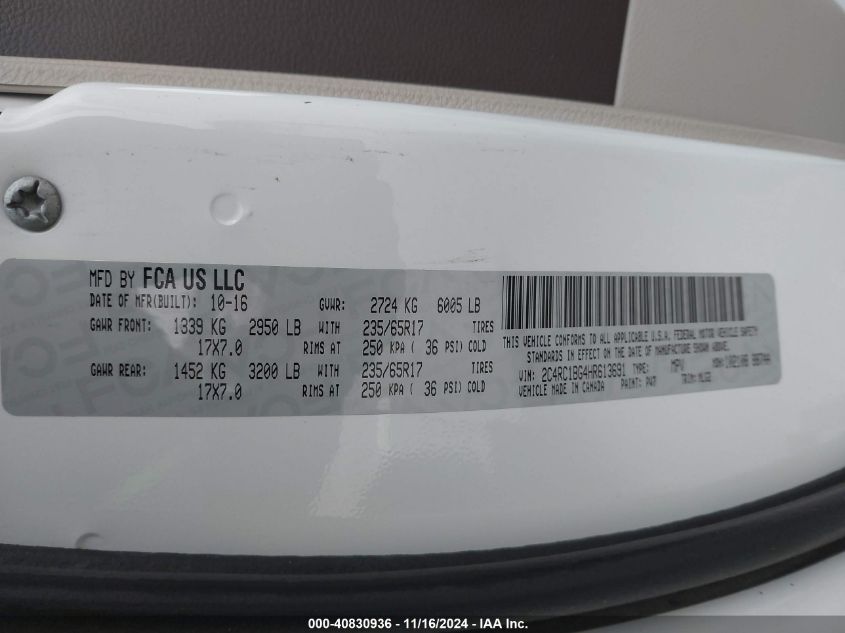 MFD BY FCA US LLC
DATE OF MFR(BUILT): 10-16 GVWR: 2724 KG 6005 LB
GAWR FRONT: 1339 KG 2950 LB WITH 235/65R17 TIRES
17X7.0 RIMS AT 250 KPA ( 36 PSI) COLD
GAWR REAR: 1452 KG 3200 LB WITH 235/65R17 TIRES
17X7.0 RIMS AT 250 KPA ( 36 PSI) COLD
THIS VEHICLE CONFORMS TO ALL APPLICABLE U.S.A. FEDERAL MOTOR VEHICLE SAFETY
STANDARDS IN EFFECT ON THE DATE OF MANUFACTURE SHOWN ABOVE.
VIN: 2C4RC1BG4HR613691 TYPE: MPV MDH:
VEHICLE MADE IN CANADA PAINT: PW7 TRIM:
000-40830936 - 11/16/2024 - IAA Inc.